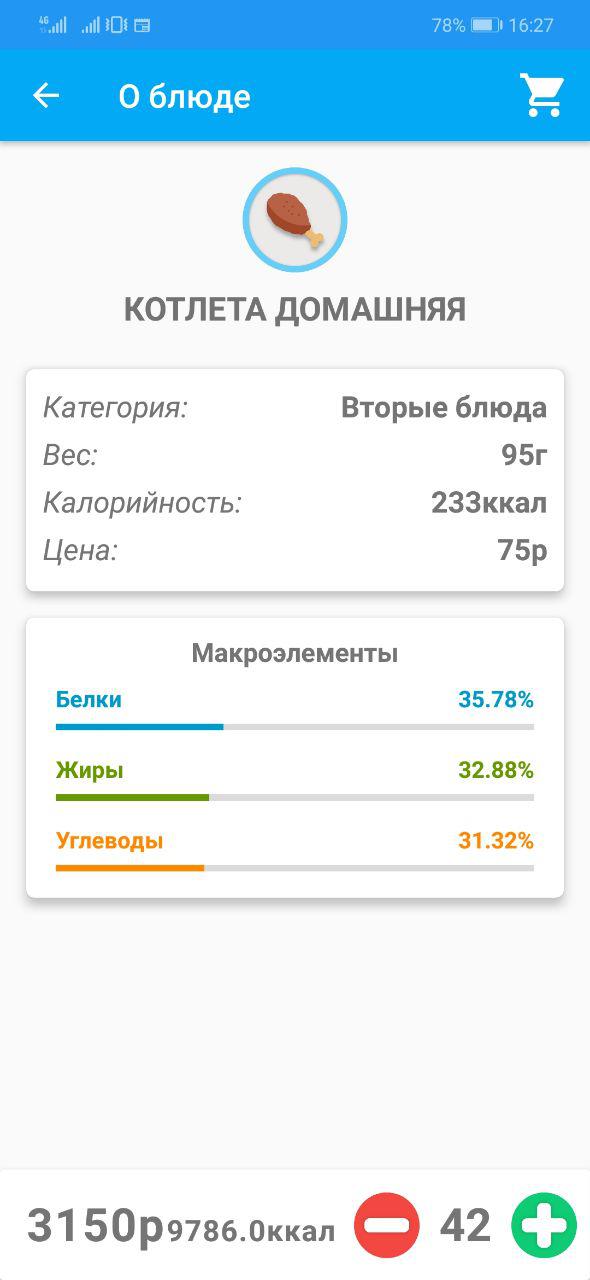 4G 78% 16:27
О блюде
КОТЛЕТА ДОМАШНЯЯ
Категория: Вторые блюда
Вес: 95г
Калорийность: 233ккал
Цена: 75р
Макроэлементы
Белки 35.78%
Жиры 32.88%
Углеводы 31.32%
3150р 9786.0ккал 42